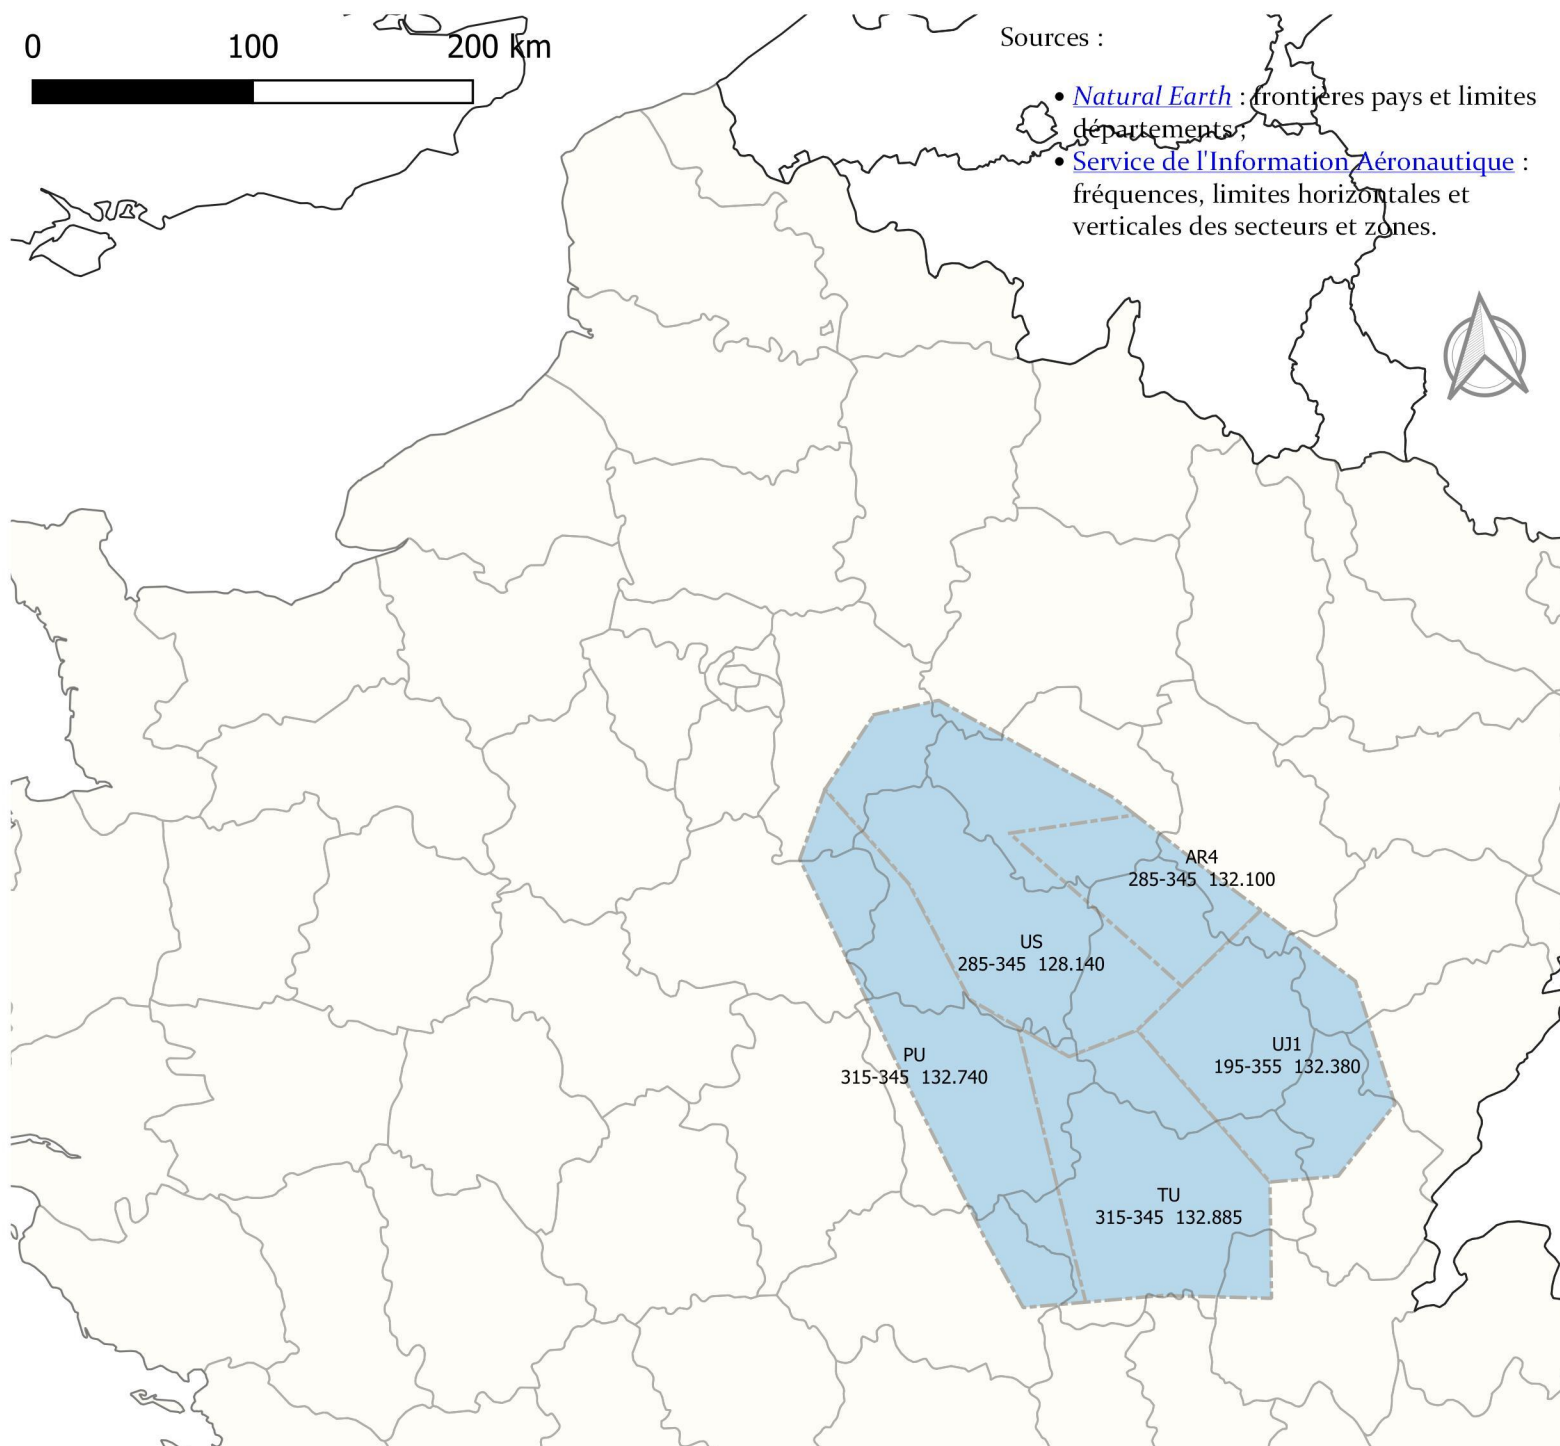 0 100 200 km
Sources :
• Natural Earth : frontières pays et limites
départements ;
• Service de l'Information Aéronautique :
fréquences, limites horizontales et
verticales des secteurs et zones.
AR4
285-345 132.100
US
285-345 128.140
PU
315-345 132.740
UJ1
195-355 132.380
TU
315-345 132.885